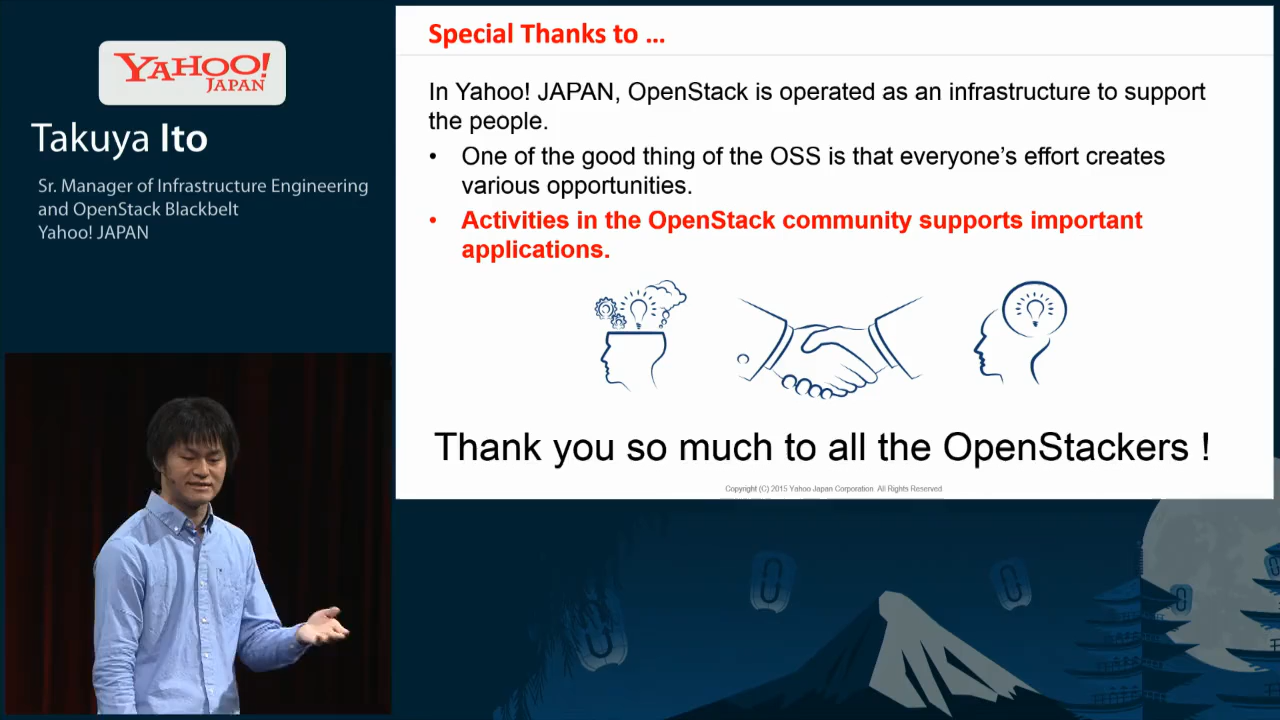 YAHOO!
JAPAN
Takuya Ito
Sr. Manager of Infrastructure Engineering
and OpenStack Blackbelt
Yahoo! JAPAN
Special Thanks to ...
In Yahoo! JAPAN, OpenStack is operated as an infrastructure to support
the people.
• One of the good thing of the OSS is that everyone's effort creates
various opportunities.
• Activities in the OpenStack community supports important
applications.
Thank you so much to all the OpenStackers !
Copyright (C) 2015 Yahoo Japan Corporation. All Rights Reserved.